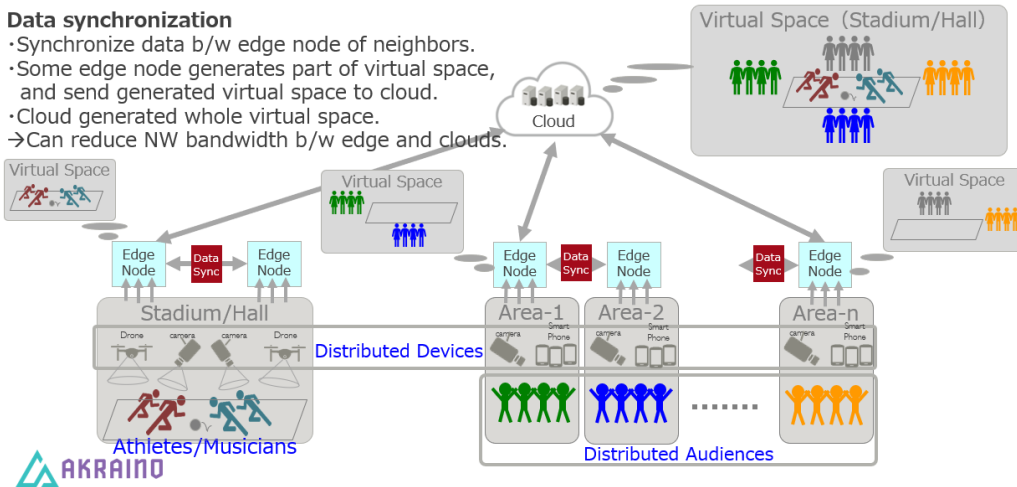 Data synchronization
・Synchronize data b/w edge node of neighbors.
・Some edge node generates part of virtual space,
and send generated virtual space to cloud.
・Cloud generated whole virtual space.
→Can reduce NW bandwidth b/w edge and clouds.
Virtual Space（Stadium/Hall）
Cloud
Virtual Space
Virtual Space
Virtual Space
Edge
Node
Data
Sync
Edge
Node
Edge
Node
Data
Sync
Edge
Node
Data
Sync
Edge
Node
Stadium/Hall
Area-1
Area-2
Area-n
Drone
camera
camera
Drone
camera
Smart
Phone
camera
Smart
Phone
camera
Smart
Phone
Distributed Devices
Athletes/Musicians
Distributed Audiences
AKRAINO